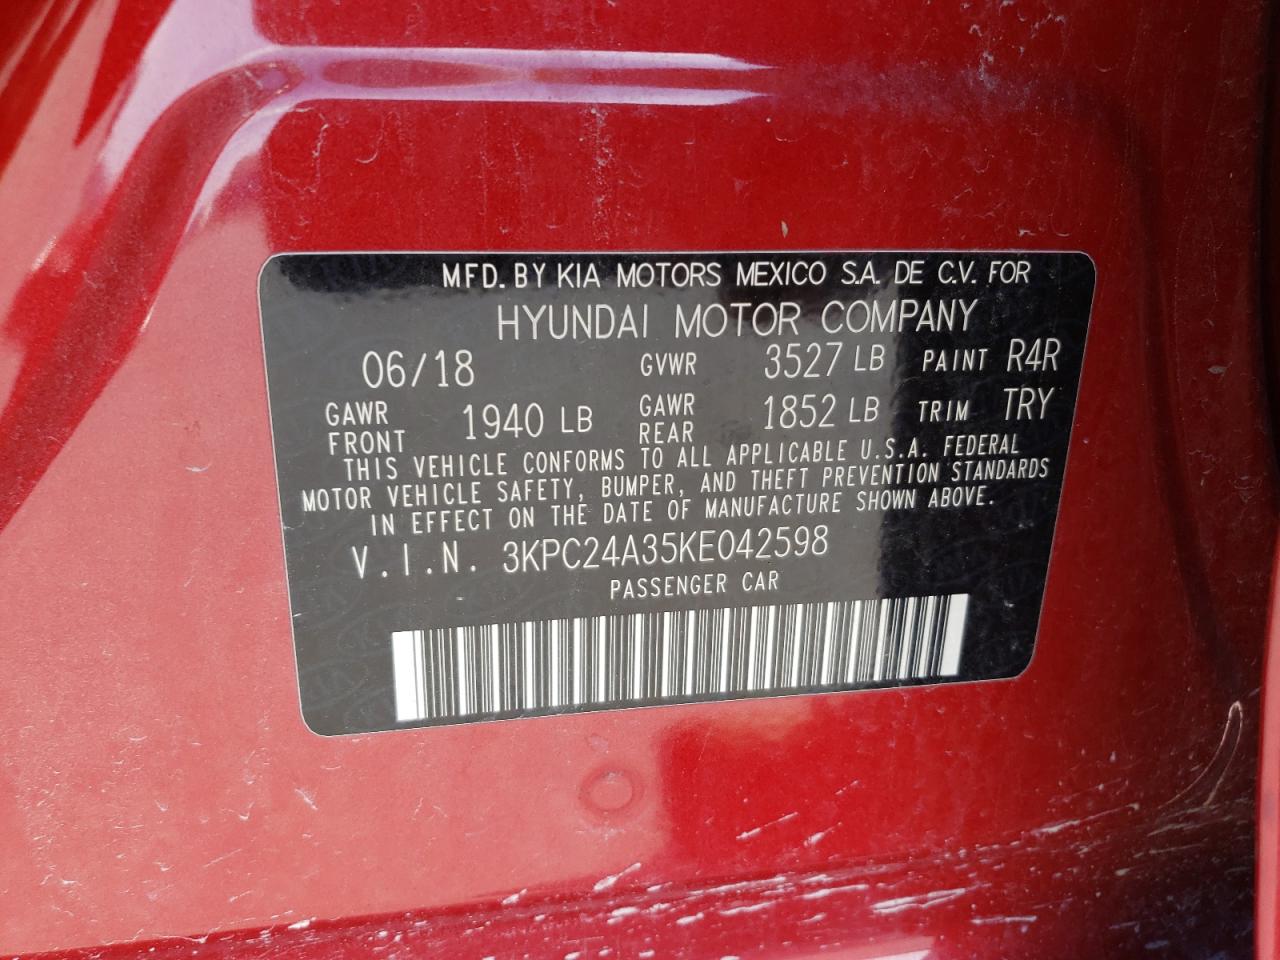 MFD. BY KIA MOTORS MEXICO S.A. DE C.V. FOR
HYUNDAI MOTOR COMPANY
06/18 GVWR 3527 LB PAINT R4R
GAWR FRONT 1940 LB GAWR REAR 1852 LB TRIM TRY
THIS VEHICLE CONFORMS TO ALL APPLICABLE U.S.A. FEDERAL
MOTOR VEHICLE SAFETY, BUMPER, AND THEFT PREVENTION STANDARDS
IN EFFECT ON THE DATE OF MANUFACTURE SHOWN ABOVE.
V.I.N. 3KPC24A35KE042598
PASSENGER CAR